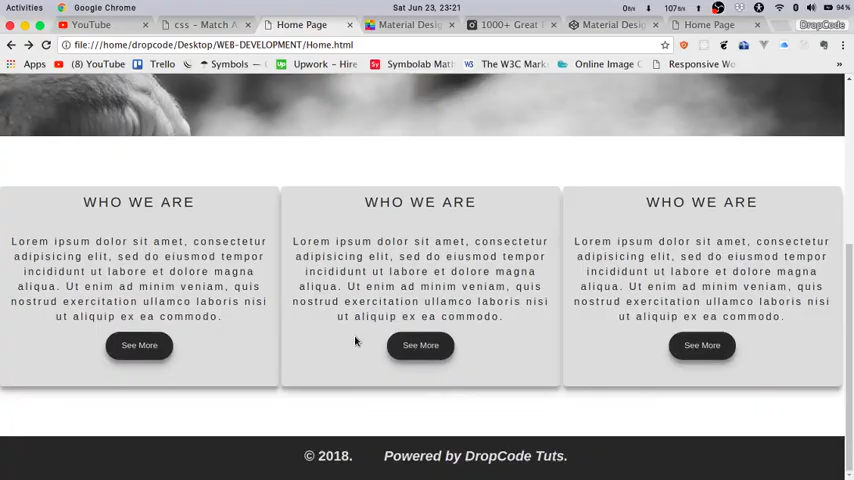 Activities Google Chrome Sat Jun 23, 23:21 0b/s 107b/s 94%
YouTube css - Match A Home Page Material Desig 1000+ Great Material Desig Home Page DropCode
file:///home/dropcode/Desktop/WEB-DEVELOPMENT/Home.html
Apps (8) YouTube Trello Symbols Upwork - Hire Symbolab Mat The W3C Mark Online Image C Responsive Wo
WHO WE ARE
Lorem ipsum dolor sit amet, consectetur
adipisicing elit, sed do eiusmod tempor
incididunt ut labore et dolore magna
aliqua. Ut enim ad minim veniam, quis
nostrud exercitation ullamco laboris nisi
ut aliquip ex ea commodo.
See More
WHO WE ARE
Lorem ipsum dolor sit amet, consectetur
adipisicing elit, sed do eiusmod tempor
incididunt ut labore et dolore magna
aliqua. Ut enim ad minim veniam, quis
nostrud exercitation ullamco laboris nisi
ut aliquip ex ea commodo.
See More
WHO WE ARE
Lorem ipsum dolor sit amet, consectetur
adipisicing elit, sed do eiusmod tempor
incididunt ut labore et dolore magna
aliqua. Ut enim ad minim veniam, quis
nostrud exercitation ullamco laboris nisi
ut aliquip ex ea commodo.
See More
© 2018. Powered by DropCode Tuts.